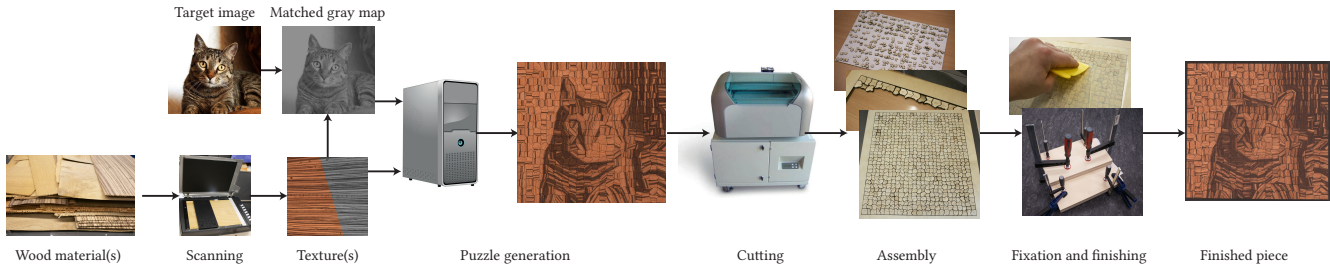 Target image
Matched gray map
Wood material(s)
Scanning
Texture(s)
Puzzle generation
Cutting
Assembly
Fixation and finishing
Finished piece